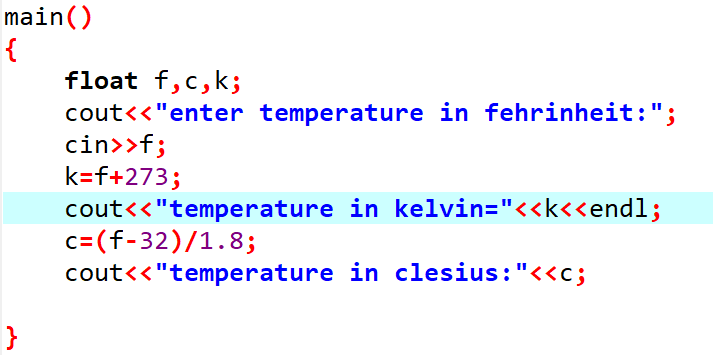 main()
{
float f,c,k;
cout<<"enter temperature in fehrinheit:";
cin>>f;
k=f+273;
cout<<"temperature in kelvin="<<k<<endl;
c=(f-32)/1.8;
cout<<"temperature in clesius:"<<c;
}